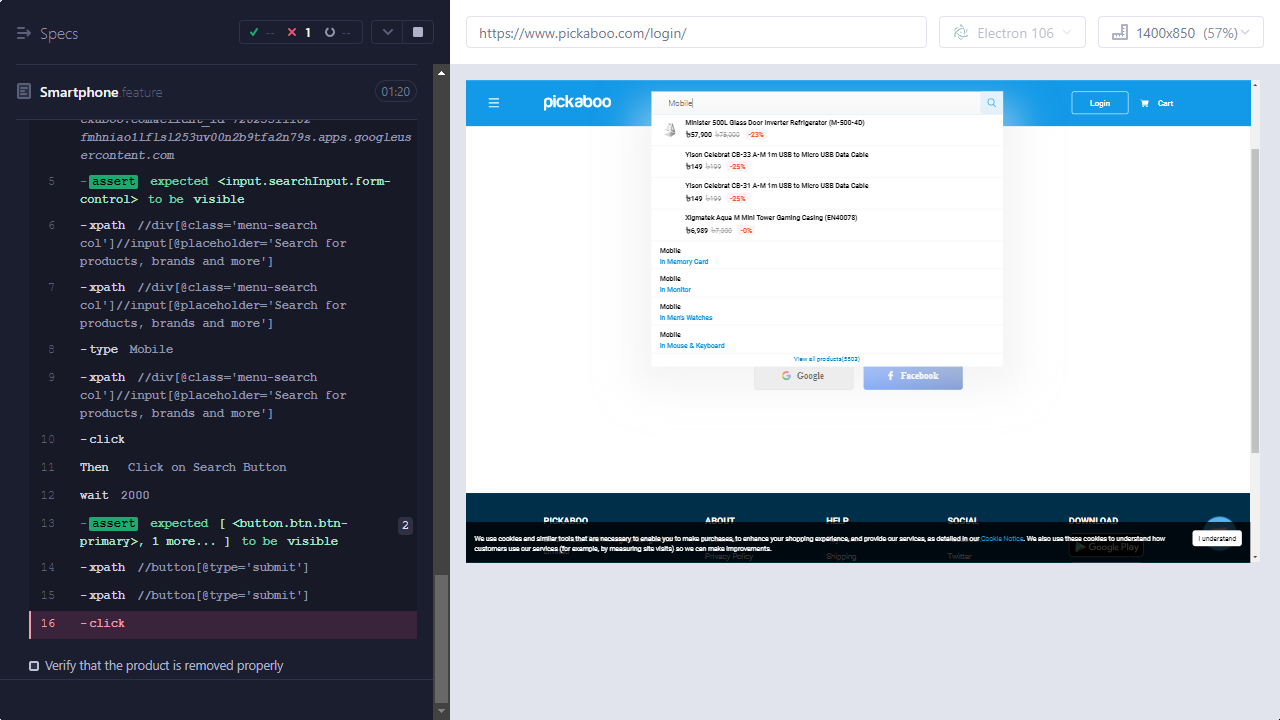 Specs
--
1
--
Smartphone.feature
01:20
fmhniao1lflsl253uv00n2b9tfa2n79s.apps.googleus
ercontent.com
5 -assert expected <input.searchInput.form-
control> to be visible
6 -xpath //div[@class='menu-search
col']//input[@placeholder='Search for
products, brands and more']
7 -xpath //div[@class='menu-search
col']//input[@placeholder='Search for
products, brands and more']
8 -type Mobile
9 -xpath //div[@class='menu-search
col']//input[@placeholder='Search for
products, brands and more']
10 -click
11 Then Click on Search Button
12 wait 2000
13 -assert expected [ <button.btn.btn-
primary>, 1 more... ] to be visible
2
14 -xpath //button[@type='submit']
15 -xpath //button[@type='submit']
16 -click
Verify that the product is removed properly
https://www.pickaboo.com/login/
Electron 106
1400x850 (57%)
pickaboo
Mobile
Login
Cart
Minister 500L Glass Door Inverter Refrigerator (M-500-4D)
৳57,900 ৳75,000 -23%
Yison Celebrat CB-33 A-M 1m USB to Micro USB Data Cable
৳149 ৳199 -25%
Yison Celebrat CB-31 A-M 1m USB to Micro USB Data Cable
৳149 ৳199 -25%
Xigmatek Aqua M Mini Tower Gaming Casing (EN40078)
৳6,989 ৳7,000 -0%
Mobile
In Memory Card
Mobile
In Monitor
Mobile
In Men's Watches
Mobile
In Mouse & Keyboard
View all products(5503)
Google
Facebook
PICKABOO
ABOUT
HELP
SOCIAL
DOWNLOAD
We use cookies and similar tools that are necessary to enable you to make purchases, to enhance your shopping experience, and provide our services, as detailed in our Cookie Notice. We also use these cookies to understand how
customers use our services (for example, by measuring site visits) so we can make improvements.
I understand
Privacy Policy
Shipping
Twitter
Google Play